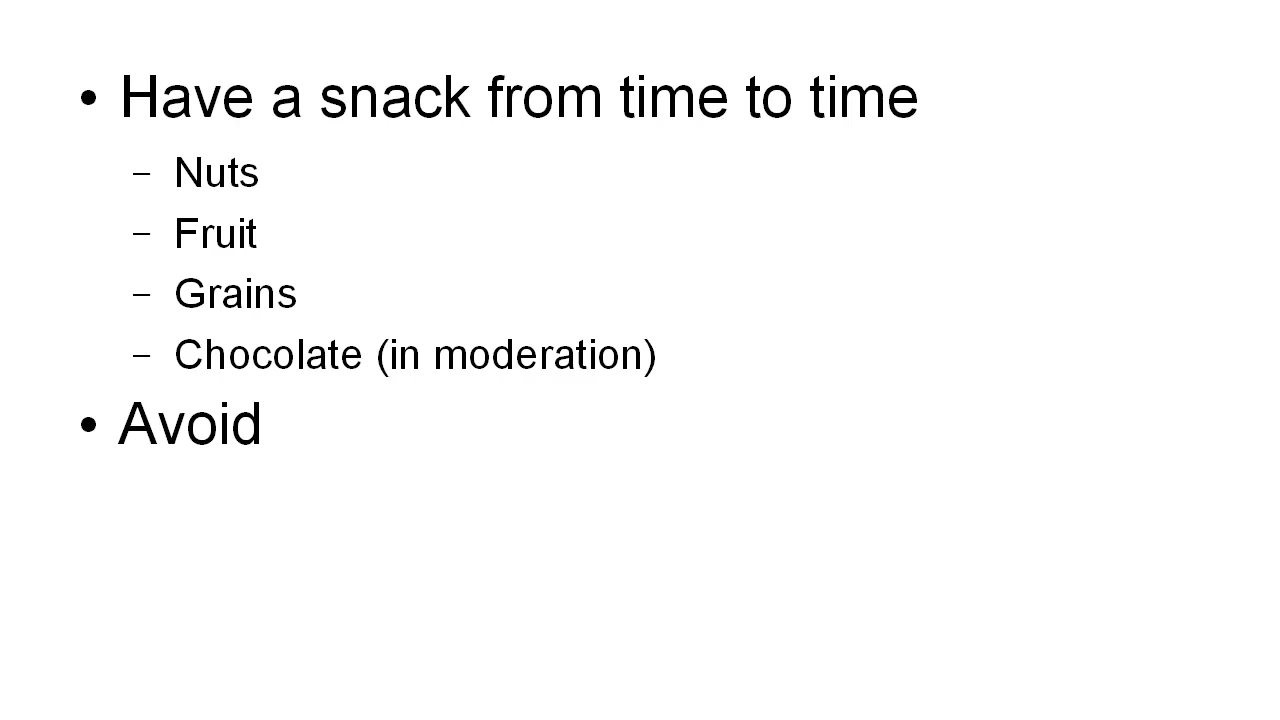 • Have a snack from time to time
– Nuts
– Fruit
– Grains
– Chocolate (in moderation)
• Avoid